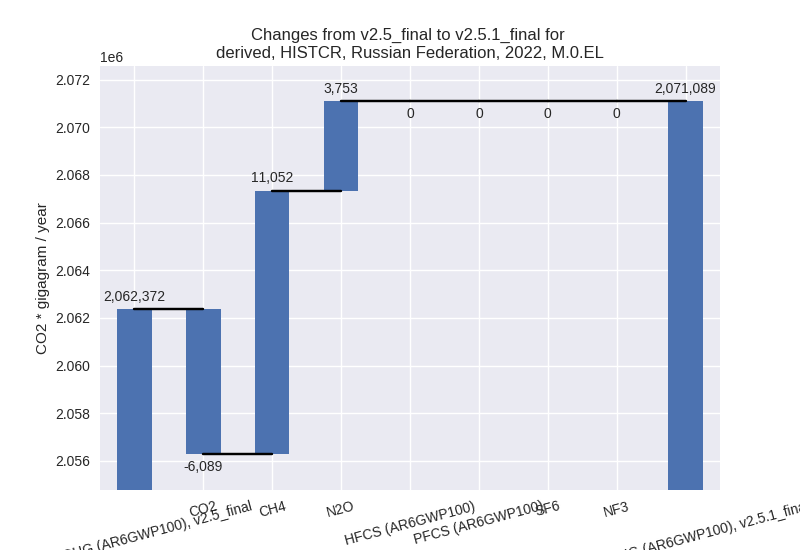 Changes from v2.5_final to v2.5.1_final for
derived, HISTCR, Russian Federation, 2022, M.0.EL
1e6
2.072
2.070
2.068
2.066
2.064
2.062
2.060
2.058
2.056
CO2 * gigagram / year
2,062,372
-6,089
11,052
3,753
0
0
0
0
2,071,089
(AR6GWP100), v2.5_final
CO2
CH4
N2O
HFCS (AR6GWP100)
PFCS (AR6GWP100)
SF6
NF3
(AR6GWP100), v2.5.1_fina